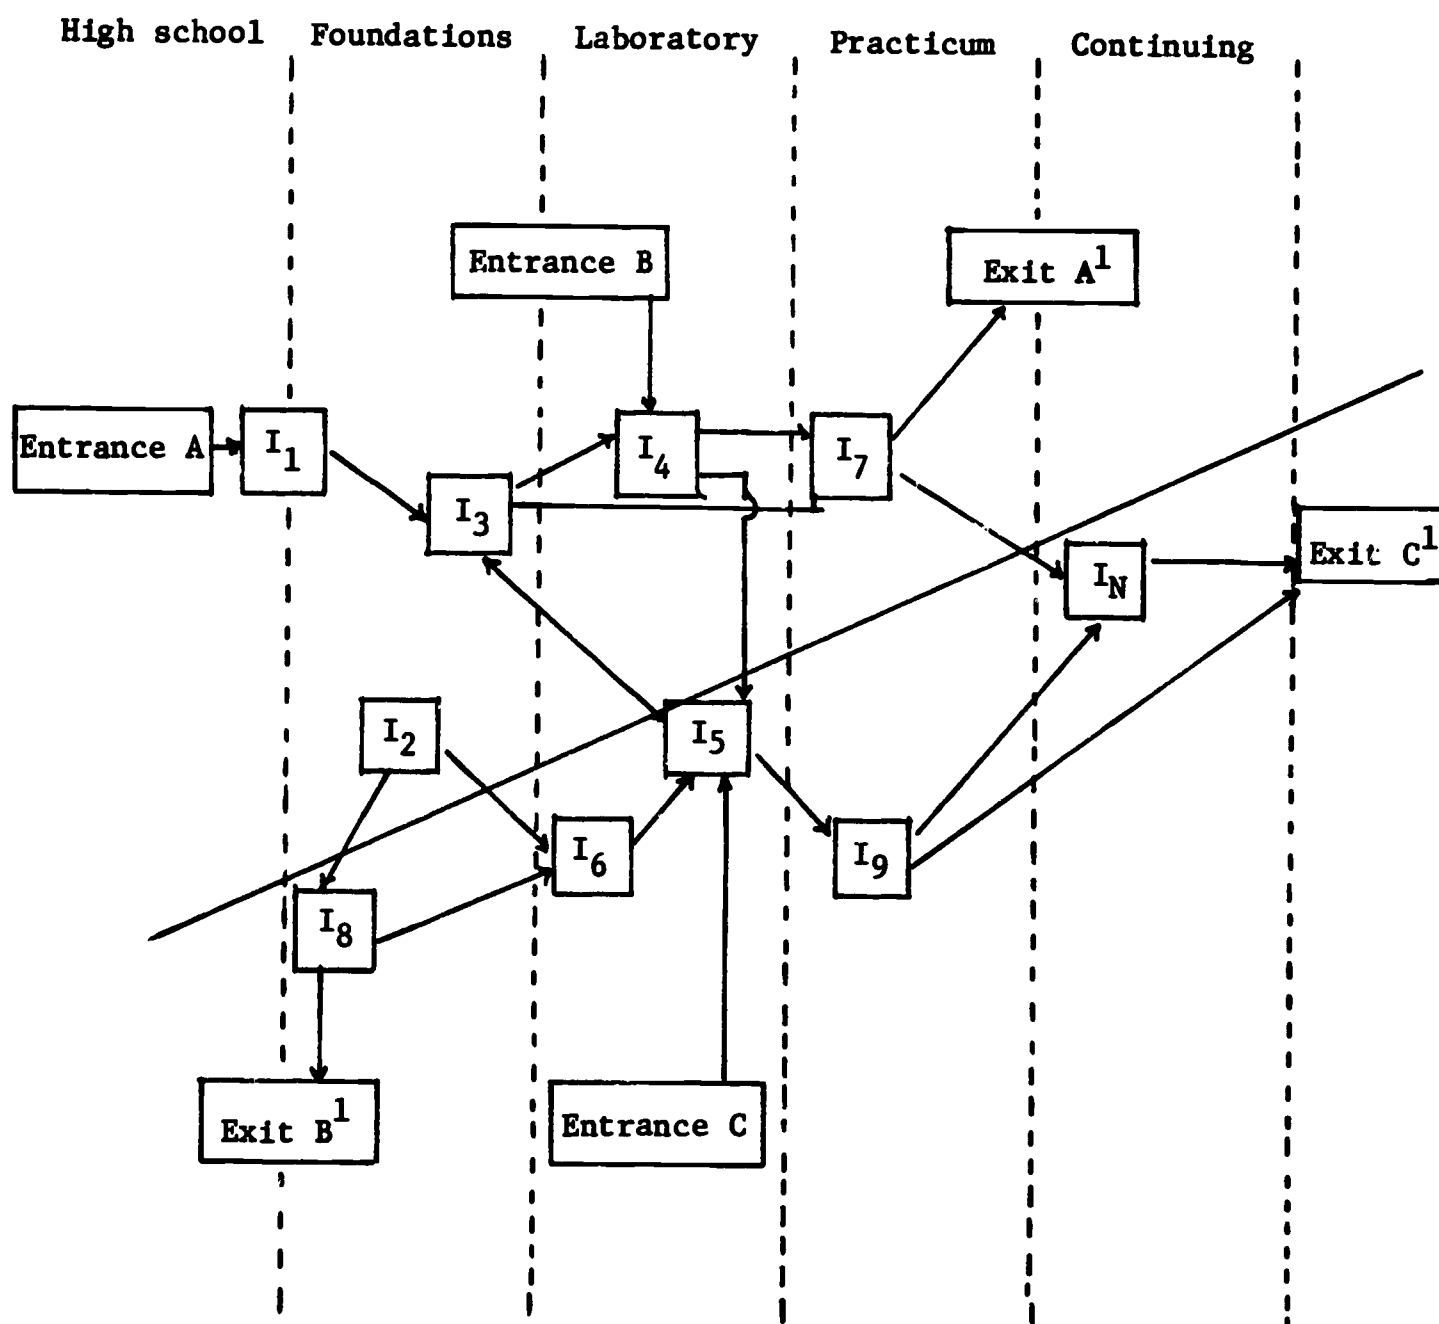 High school Foundations Laboratory Practicum Continuing
Entrance B
Exit A¹
Entrance A
I₁
I₄
I₇
I₃
Exit C¹
I_N
I₂
I₅
I₆
I₉
I₈
Exit B¹
Entrance C